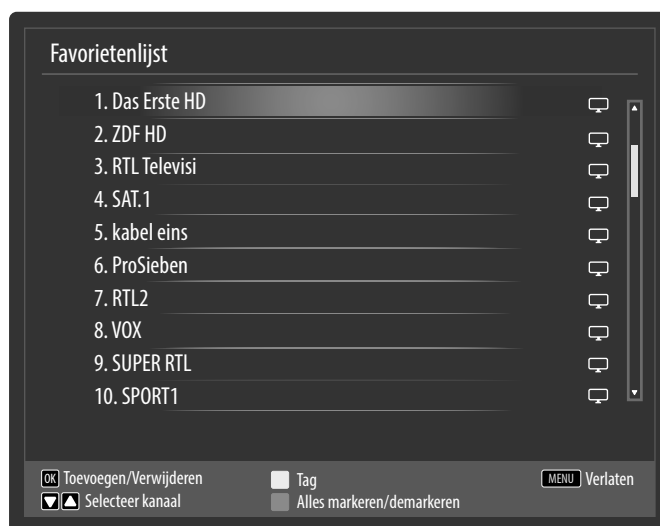 Favorietenlijst
1. Das Erste HD
2. ZDF HD
3. RTL Televisi
4. SAT.1
5. kabel eins
6. ProSieben
7. RTL2
8. VOX
9. SUPER RTL
10. SPORT1
OK Toevoegen/Verwijderen
Tag
MENU Verlaten
Selecteer kanaal
Alles markeren/demarkeren